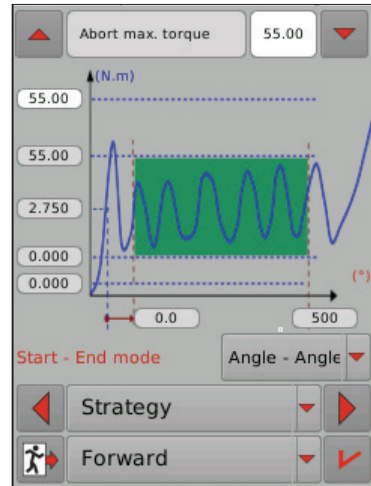 Abort max. torque 55.00
(N.m)
55.00
55.00
2.750
0.000
0.000
(°)
0.0 500
Start - End mode Angle - Angle
Strategy
Forward